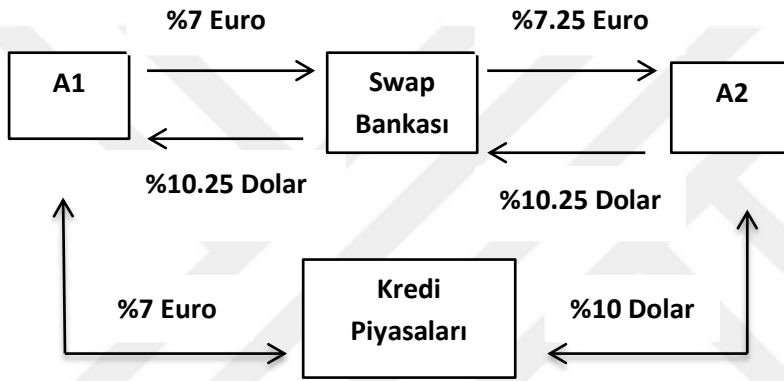 %7 Euro
%7.25 Euro
A1
Swap
Bankası
A2
%10.25 Dolar
%10.25 Dolar
%7 Euro
Kredi
Piyasaları
%10 Dolar